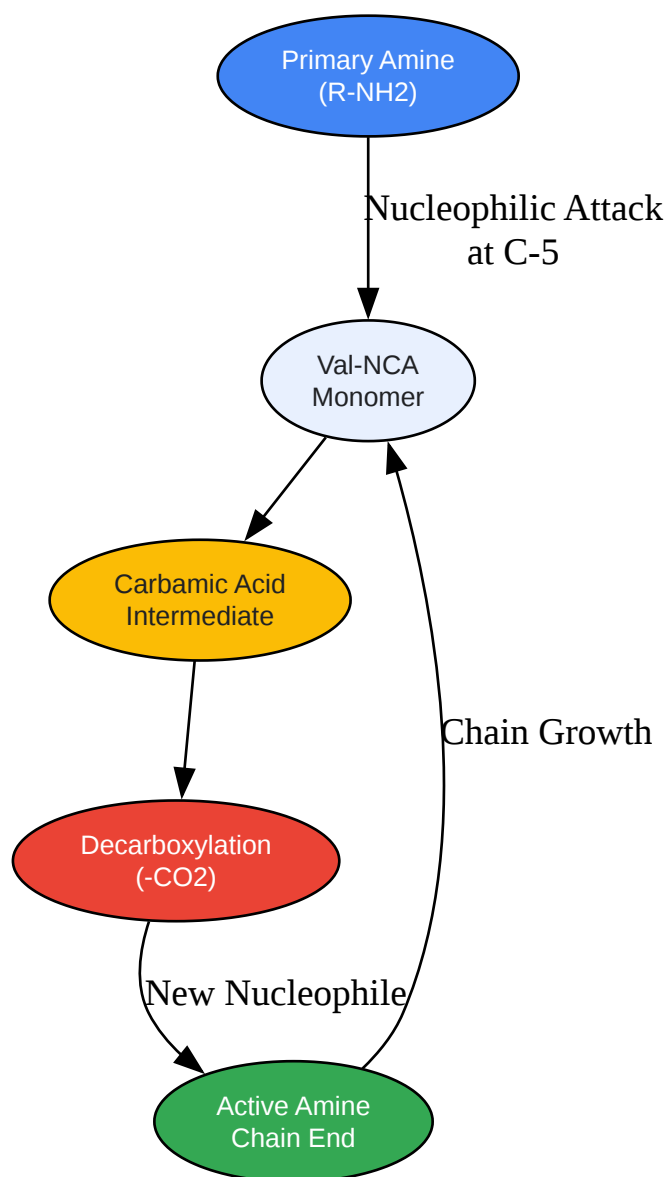 Primary Amine
(R-NH2)
Nucleophilic Attack
at C-5
Val-NCA
Monomer
Carbamic Acid
Intermediate
Chain Growth
Decarboxylation
(-CO2)
New Nucleophile
Active Amine
Chain End